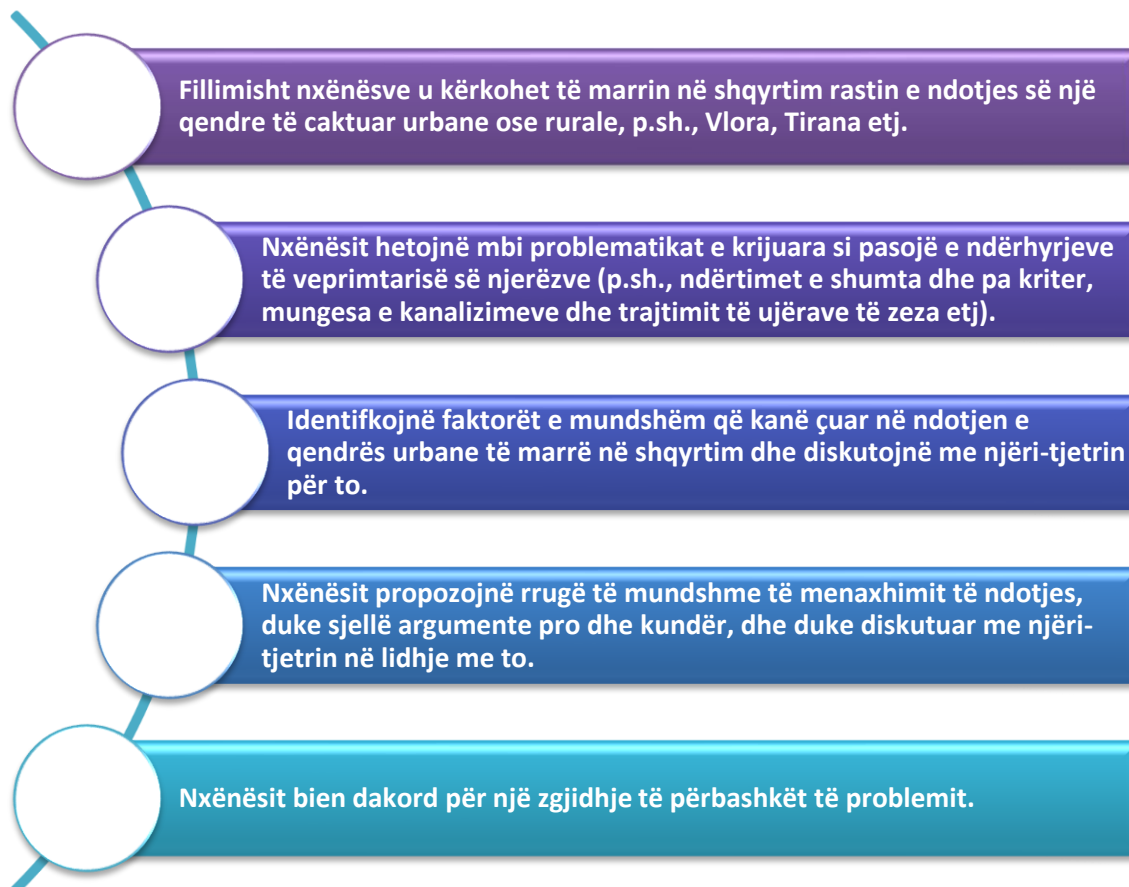 Fillimisht nxënësve u kërkohet të marrin në shqyrtim rastin e ndotjes së një
qendre të caktuar urbane ose rurale, p.sh., Vlora, Tirana etj.
Nxënësit hetojnë mbi problematikat e krijuara si pasojë e ndërhyrjeve
të veprimtarisë së njerëzve (p.sh., ndërtimet e shumta dhe pa kriter,
mungesa e kanalizimeve dhe trajtimit të ujërave të zeza etj).
Identifkojnë faktorët e mundshëm që kanë çuar në ndotjen e
qendrës urbane të marrë në shqyrtim dhe diskutojnë me njëri-tjetrin
për to.
Nxënësit propozojnë rrugë të mundshme të menaxhimit të ndotjes,
duke sjellë argumente pro dhe kundër, dhe duke diskutuar me njëri-
tjetrin në lidhje me to.
Nxënësit bien dakord për një zgjidhje të përbashkët të problemit.